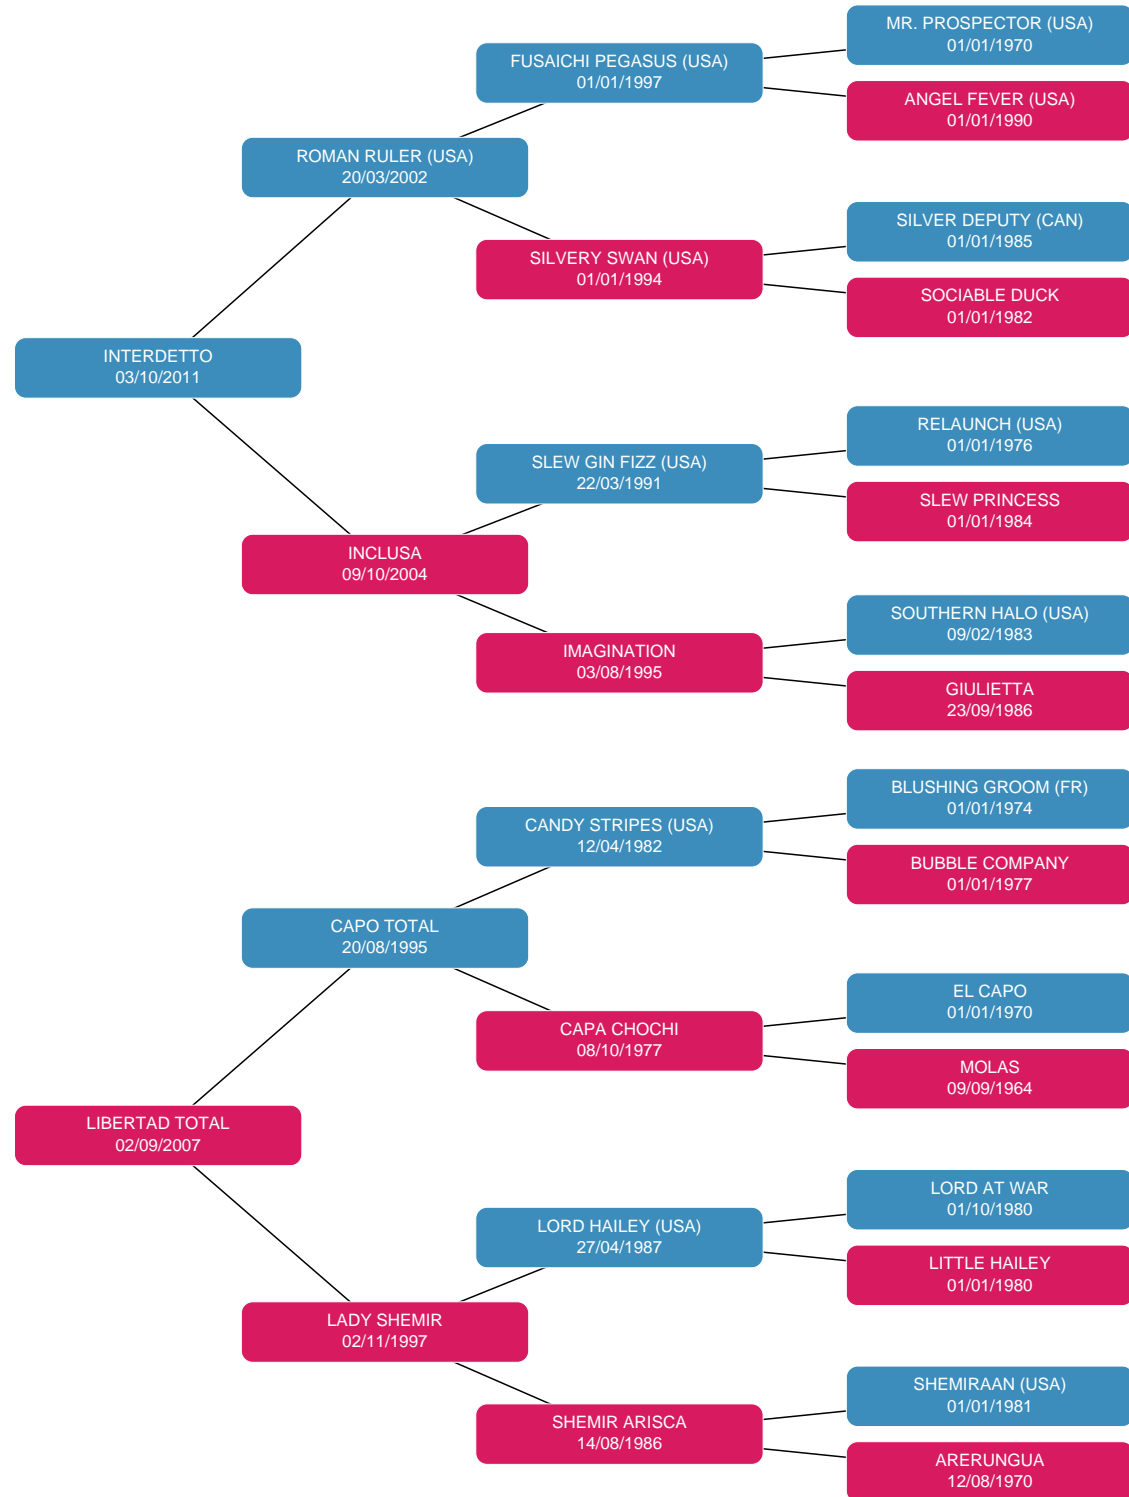 MR. PROSPECTOR (USA)
01/01/1970
FUSAICHI PEGASUS (USA)
01/01/1997
ANGEL FEVER (USA)
01/01/1990
ROMAN RULER (USA)
20/03/2002
SILVER DEPUTY (CAN)
01/01/1985
SILVERY SWAN (USA)
01/01/1994
SOCIABLE DUCK
01/01/1982
INTERDETTO
03/10/2011
RELAUNCH (USA)
01/01/1976
SLEW GIN FIZZ (USA)
22/03/1991
SLEW PRINCESS
01/01/1984
INCLUSA
09/10/2004
SOUTHERN HALO (USA)
09/02/1983
IMAGINATION
03/08/1995
GIULIETTA
23/09/1986
BLUSHING GROOM (FR)
01/01/1974
CANDY STRIPES (USA)
12/04/1982
BUBBLE COMPANY
01/01/1977
CAPO TOTAL
20/08/1995
EL CAPO
01/01/1970
CAPA CHOCHI
08/10/1977
MOLAS
09/09/1964
LIBERTAD TOTAL
02/09/2007
LORD AT WAR
01/10/1980
LORD HAILEY (USA)
27/04/1987
LITTLE HAILEY
01/01/1980
LADY SHEMIR
02/11/1997
SHEMIRAAN (USA)
01/01/1981
SHEMIR ARISCA
14/08/1986
ARERUNGUA
12/08/1970